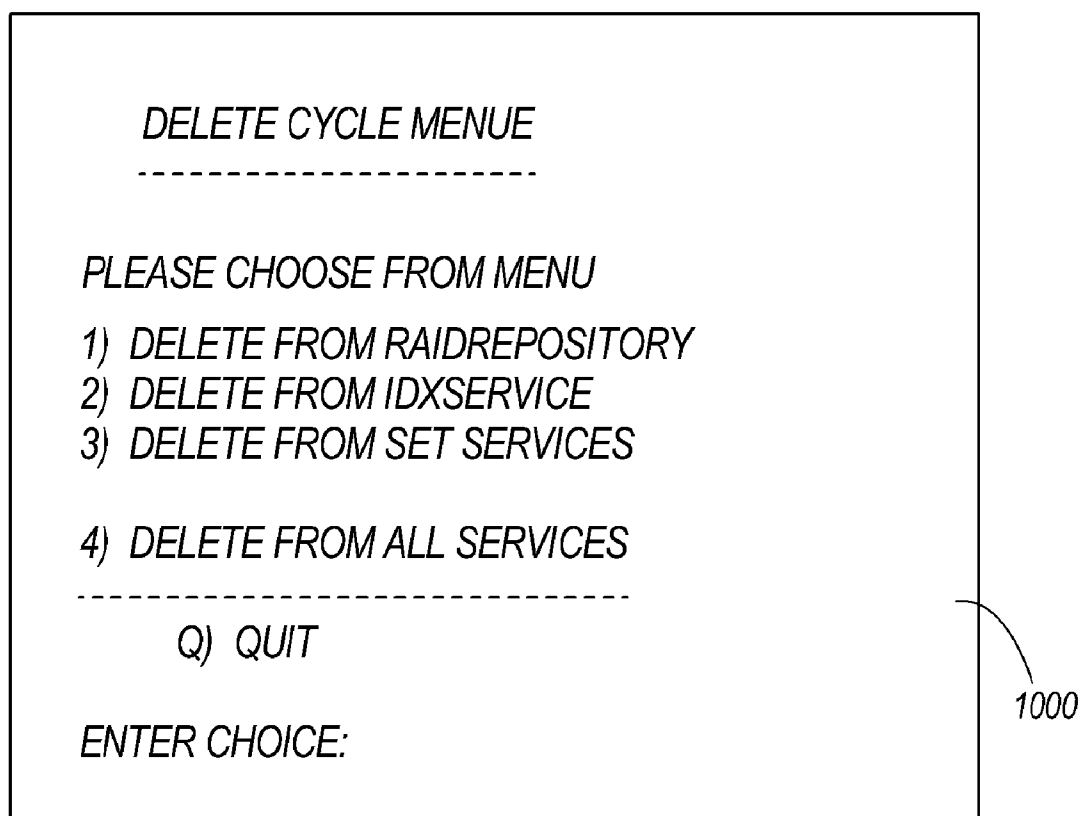 DELETE CYCLE MENUE
----------------------
PLEASE CHOOSE FROM MENU
1) DELETE FROM RAIDREPOSITORY
2) DELETE FROM IDXSERVICE
3) DELETE FROM SET SERVICES
4) DELETE FROM ALL SERVICES
-------------------------------
Q) QUIT
1000
ENTER CHOICE: